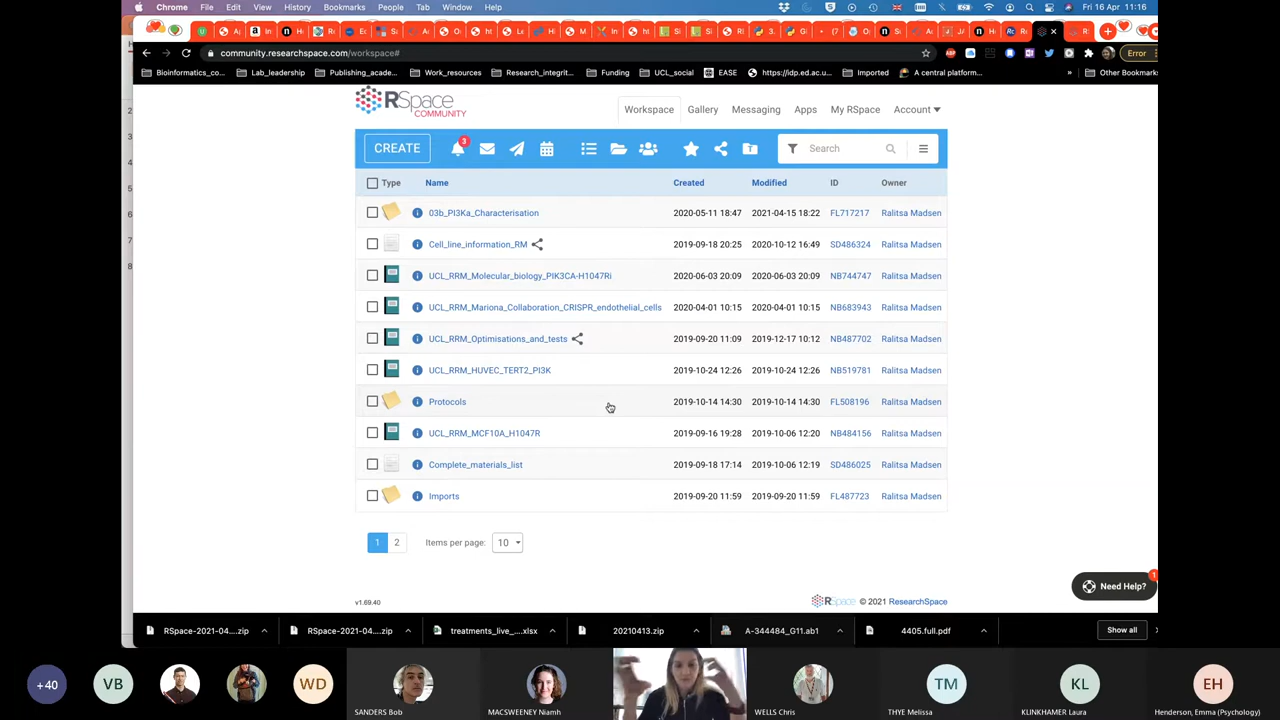 Chrome File Edit View History Bookmarks People Tab Window Help Fri 16 Apr 11:16
community.researchspace.com/workspace# Error
Bioinformatics_co... Lab_leadership Publishing_acade... Work_resources Research_integrit... Funding UCL_social EASE https://idp.ed.ac.u... Imported A central platform... » Other Bookmarks
RSpace COMMUNITY Workspace Gallery Messaging Apps My RSpace Account
CREATE 3 Search
Type Name Created Modified ID Owner
03b_PI3Ka_Characterisation 2020-05-11 18:47 2021-04-15 18:22 FL717217 Ralitsa Madsen
Cell_line_information_RM 2019-09-18 20:25 2020-10-12 16:49 SD486324 Ralitsa Madsen
UCL_RRM_Molecular_biology_PIK3CA-H1047Ri 2020-06-03 20:09 2020-06-03 20:09 NB744747 Ralitsa Madsen
UCL_RRM_Mariona_Collaboration_CRISPR_endothelial_cells 2020-04-01 10:15 2020-04-01 10:15 NB683943 Ralitsa Madsen
UCL_RRM_Optimisations_and_tests 2019-09-20 11:09 2019-12-17 10:12 NB487702 Ralitsa Madsen
UCL_RRM_HUVEC_TERT2_PI3K 2019-10-24 12:26 2019-10-24 12:26 NB519781 Ralitsa Madsen
Protocols 2019-10-14 14:30 2019-10-14 14:30 FL508196 Ralitsa Madsen
UCL_RRM_MCF10A_H1047R 2019-09-16 19:28 2019-10-06 12:20 NB484156 Ralitsa Madsen
Complete_materials_list 2019-09-18 17:14 2019-10-06 12:19 SD486025 Ralitsa Madsen
Imports 2019-09-20 11:59 2019-09-20 11:59 FL487723 Ralitsa Madsen
1 2 Items per page: 10
1
Need Help?
v1.69.40 RSpace © 2021 ResearchSpace
RSpace-2021-04....zip RSpace-2021-04....zip treatments_live_....xlsx 20210413.zip A-344484_G11.ab1 4405.full.pdf Show all
+40 VB WD TM KL EH
SANDERS Bob MACSWEENEY Niamh WELLS Chris THYE Melissa KLINKHAMER Laura Henderson, Emma (Psychology)